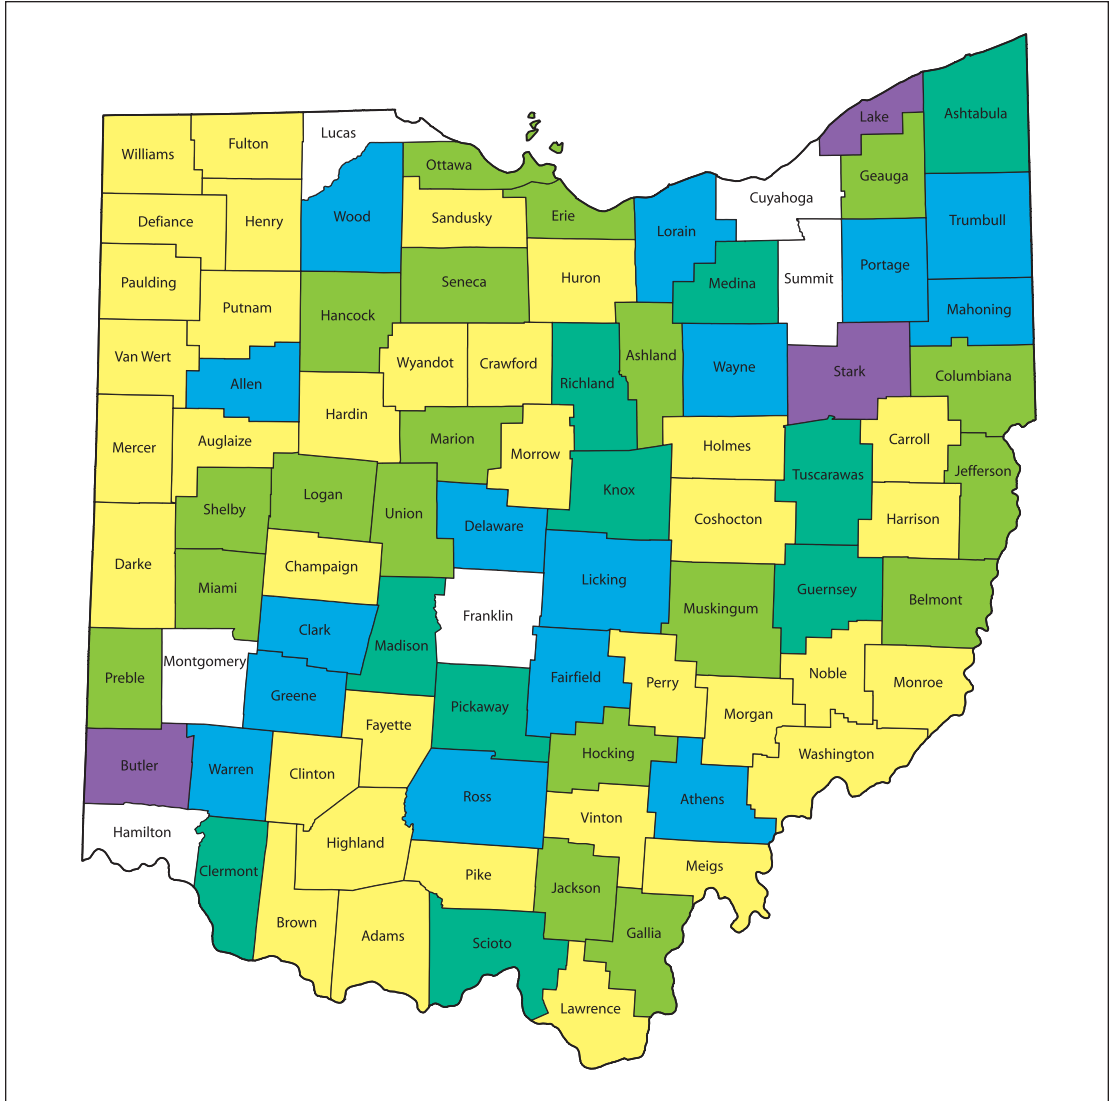 Ashtabula
Lake
Lucas
Fulton
Williams
Ottawa
Geauga
Cuyahoga
Defiance
Henry
Wood
Sandusky
Erie
Lorain
Trumbull
Portage
Paulding
Putnam
Seneca
Huron
Medina
Summit
Mahoning
Hancock
Van Wert
Allen
Wyandot
Crawford
Richland
Ashland
Wayne
Stark
Columbiana
Hardin
Mercer
Auglaize
Marion
Morrow
Holmes
Carroll
Tuscarawas
Jefferson
Shelby
Logan
Union
Knox
Delaware
Coshocton
Harrison
Darke
Champaign
Miami
Licking
Muskingum
Guernsey
Belmont
Clark
Franklin
Madison
Montgomery
Preble
Greene
Fairfield
Perry
Noble
Monroe
Pickaway
Fayette
Morgan
Hocking
Washington
Butler
Warren
Clinton
Ross
Athens
Vinton
Hamilton
Highland
Clermont
Pike
Meigs
Jackson
Brown
Adams
Scioto
Gallia
Lawrence